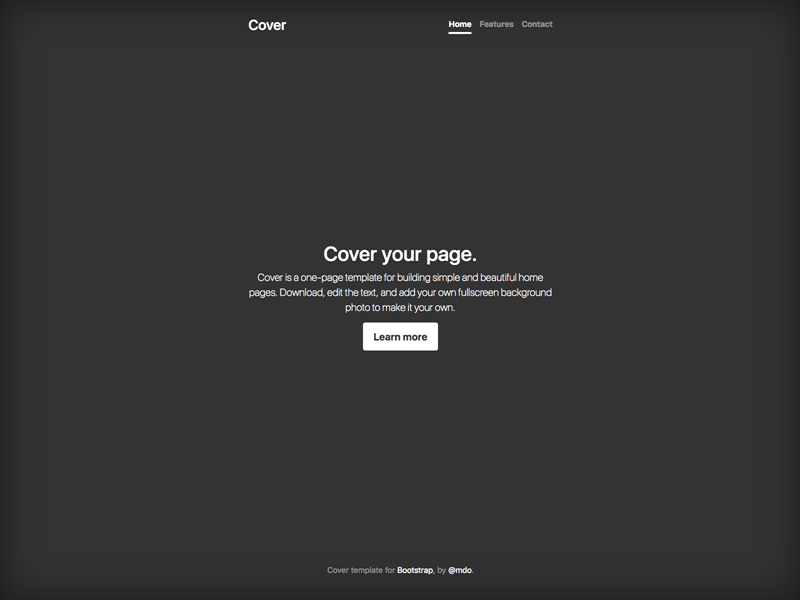 Cover
Home Features Contact
Cover your page.
Cover is a one-page template for building simple and beautiful home
pages. Download, edit the text, and add your own fullscreen background
photo to make it your own.
Learn more
Cover template for Bootstrap, by @mdo.